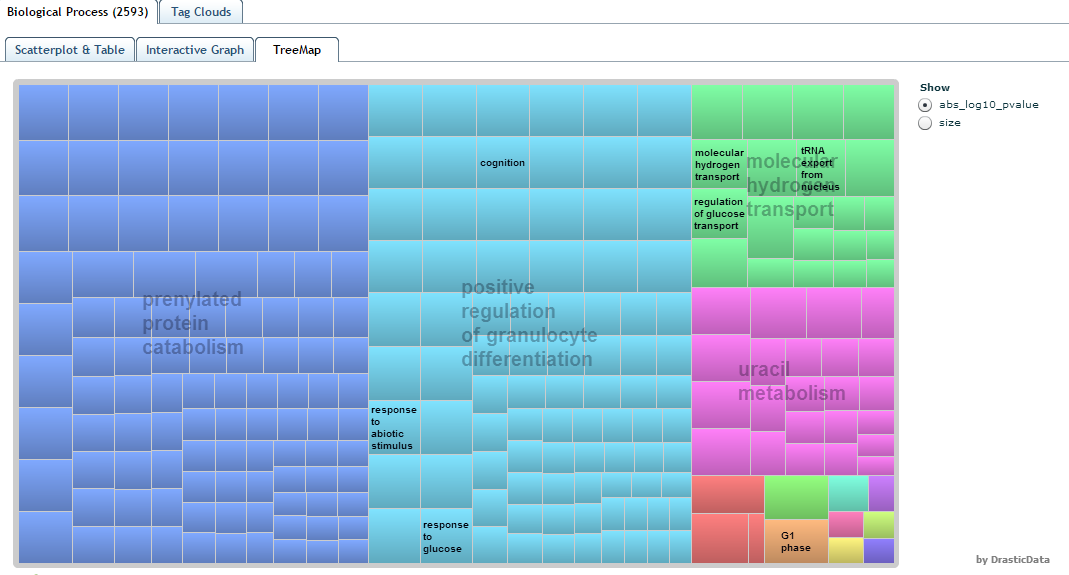 Biological Process (2593)
Tag Clouds
Scatterplot & Table
Interactive Graph
TreeMap
Show
abs_log10_pvalue
size
cognition
molecular
hydrogen
transport
tRNA
export
from
nucleus
molecular
hydrogen
transport
regulation
of glucose
transport
prenylated
protein
catabolism
positive
regulation
of granulocyte
differentiation
uracil
metabolism
response
to
abiotic
stimulus
response
to
glucose
G1
phase
by DrasticData